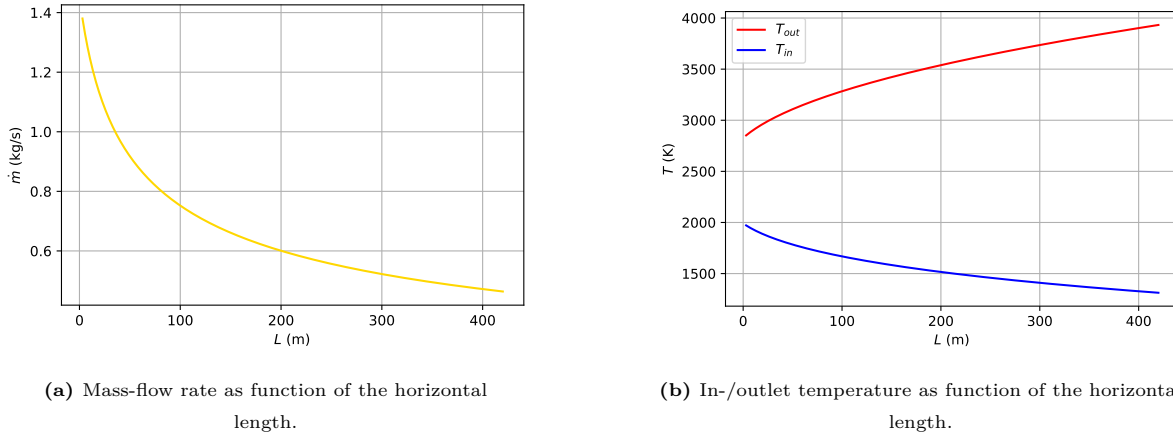 1.4
1.2
1.0
0.8
0.6
ṁ (kg/s)
0 100 200 300 400
L (m)
(a) Mass-flow rate as function of the horizontal
length.
4000
3500
3000
2500
2000
1500
T (K)
T_out
T_in
0 100 200 300 400
L (m)
(b) In-/outlet temperature as function of the horizonta
length.